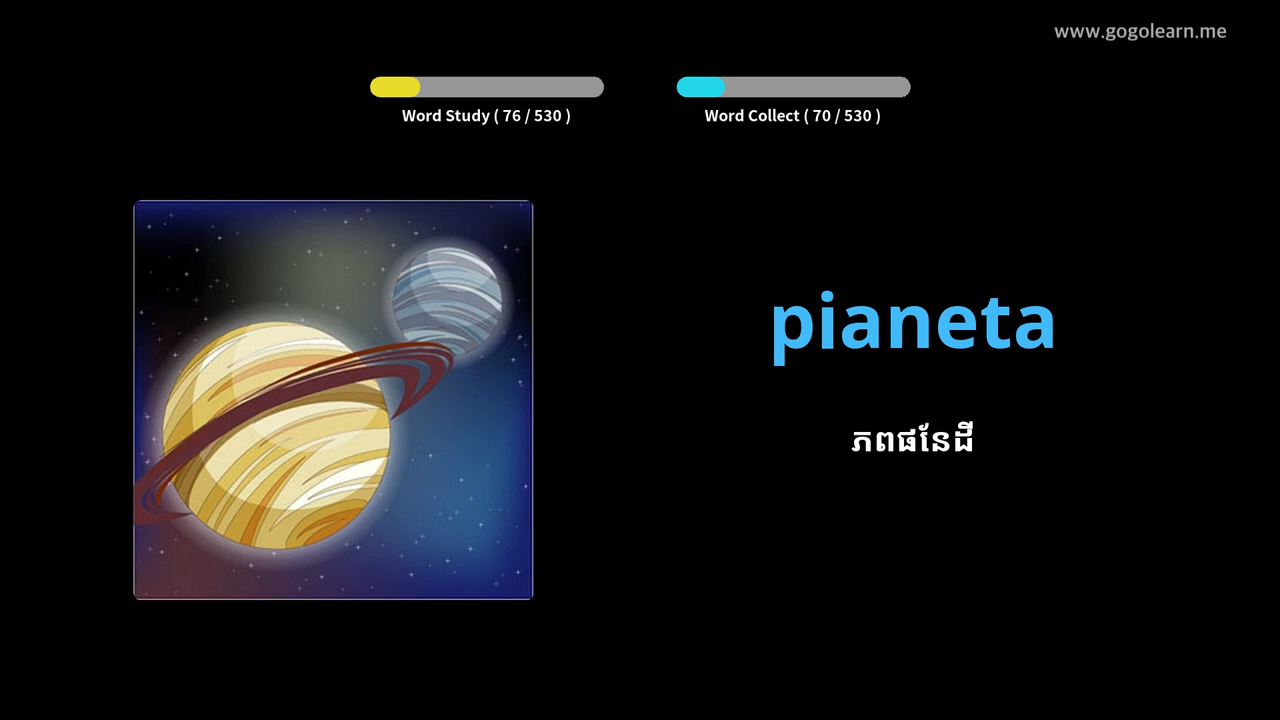 www.gogolearn.me
Word Study ( 76 / 530 )
Word Collect ( 70 / 530 )
pianeta
ភពផែនដី